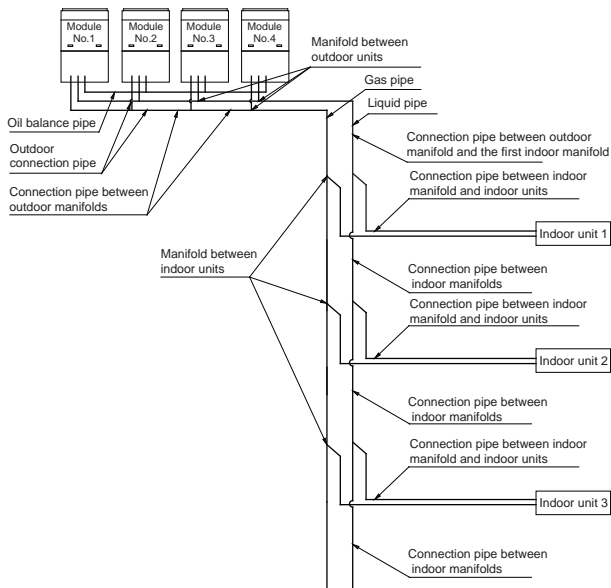 Module
No.1
Module
No.2
Module
No.3
Module
No.4
Manifold between
outdoor units
Gas pipe
Liquid pipe
Oil balance pipe
Outdoor
connection pipe
Connection pipe between
outdoor manifolds
Connection pipe between outdoor
manifold and the first indoor manifold
Connection pipe between indoor
manifold and indoor units
Indoor unit 1
Manifold between
indoor units
Connection pipe between
indoor manifolds
Connection pipe between indoor
manifold and indoor units
Indoor unit 2
Connection pipe between
indoor manifolds
Connection pipe between indoor
manifold and indoor units
Indoor unit 3
Connection pipe between
indoor manifolds